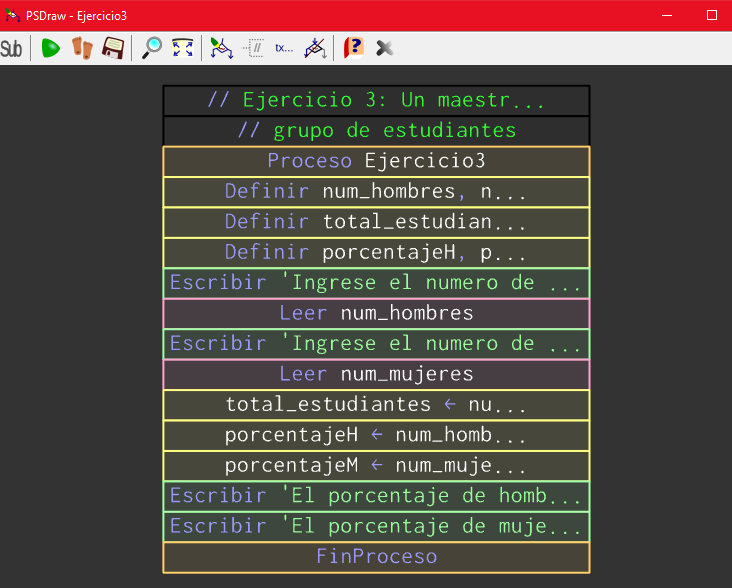 PSDraw - Ejercicio3
Sub // tx... ?
// Ejercicio 3: Un maestr...
// grupo de estudiantes
Proceso Ejercicio3
Definir num_hombres, n...
Definir total_estudian...
Definir porcentajeH, p...
Escribir 'Ingrese el numero de ...
Leer num_hombres
Escribir 'Ingrese el numero de ...
Leer num_mujeres
total_estudiantes ← nu...
porcentajeH ← num_homb...
porcentajeM ← num_muje...
Escribir 'El porcentaje de homb...
Escribir 'El porcentaje de muje...
FinProceso